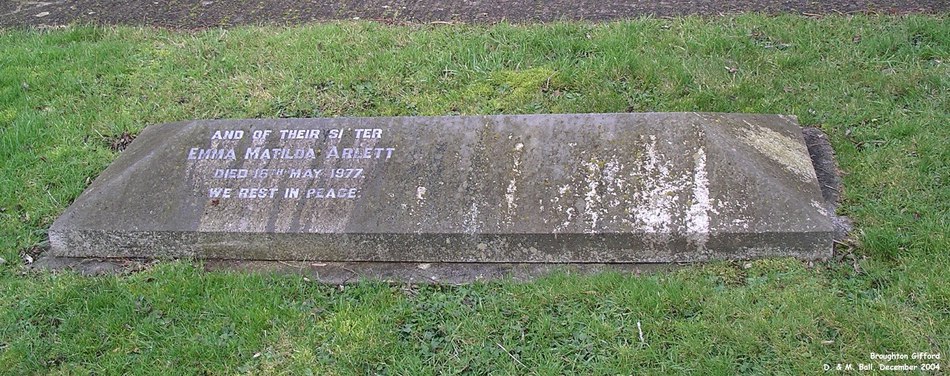 AND OF THEIR SISTER
EMMA MATILDA ARLETT
DIED 16TH MAY 1977.
WE REST IN PEACE.
Broughton Gifford
D. & M. Ball, December 2004